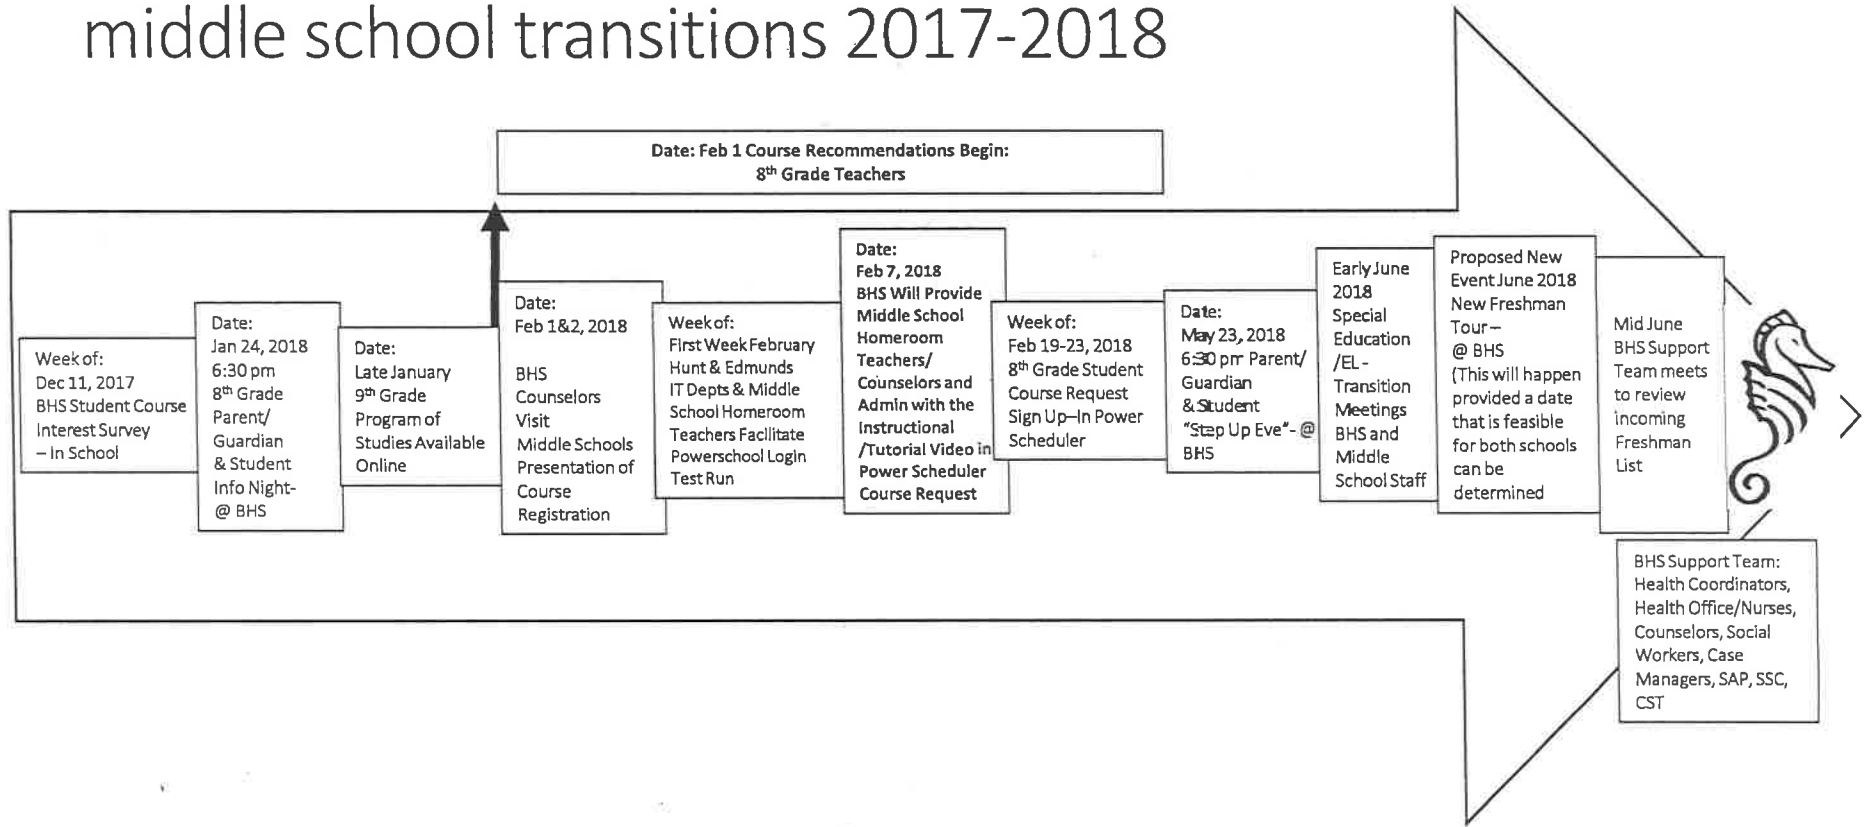 middle school transitions 2017-2018
Date: Feb 1 Course Recommendations Begin:
8th Grade Teachers
Week of:
Dec 11, 2017
BHS Student Course
Interest Survey
– In School
Date:
Jan 24, 2018
6:30 pm
8th Grade
Parent/
Guardian
& Student
Info Night-
@ BHS
Date:
Late January
9th Grade
Program of
Studies Available
Online
Date:
Feb 1&2, 2018
BHS
Counselors
Visit
Middle Schools
Presentation of
Course
Registration
Week of:
First Week February
Hunt & Edmunds
IT Depts & Middle
School Homeroom
Teachers Facilitate
Powerschool Login
Test Run
Date:
Feb 7, 2018
BHS Will Provide
Middle School
Homeroom
Teachers/
Counselors and
Admin with the
Instructional
/Tutorial Video in
Power Scheduler
Course Request
Week of:
Feb 19-23, 2018
8th Grade Student
Course Request
Sign Up–In Power
Scheduler
Date:
May 23, 2018
6:30 pm Parent/
Guardian
& Student
"Step Up Eve"- @
BHS
Early June
2018
Special
Education
/EL -
Transition
Meetings
BHS and
Middle
School Staff
Proposed New
Event June 2018
New Freshman
Tour –
@ BHS
(This will happen
provided a date
that is feasible
for both schools
can be
determined
Mid June
BHS Support
Team meets
to review
incoming
Freshman
List
BHS Support Team:
Health Coordinators,
Health Office/Nurses,
Counselors, Social
Workers, Case
Managers, SAP, SSC,
CST